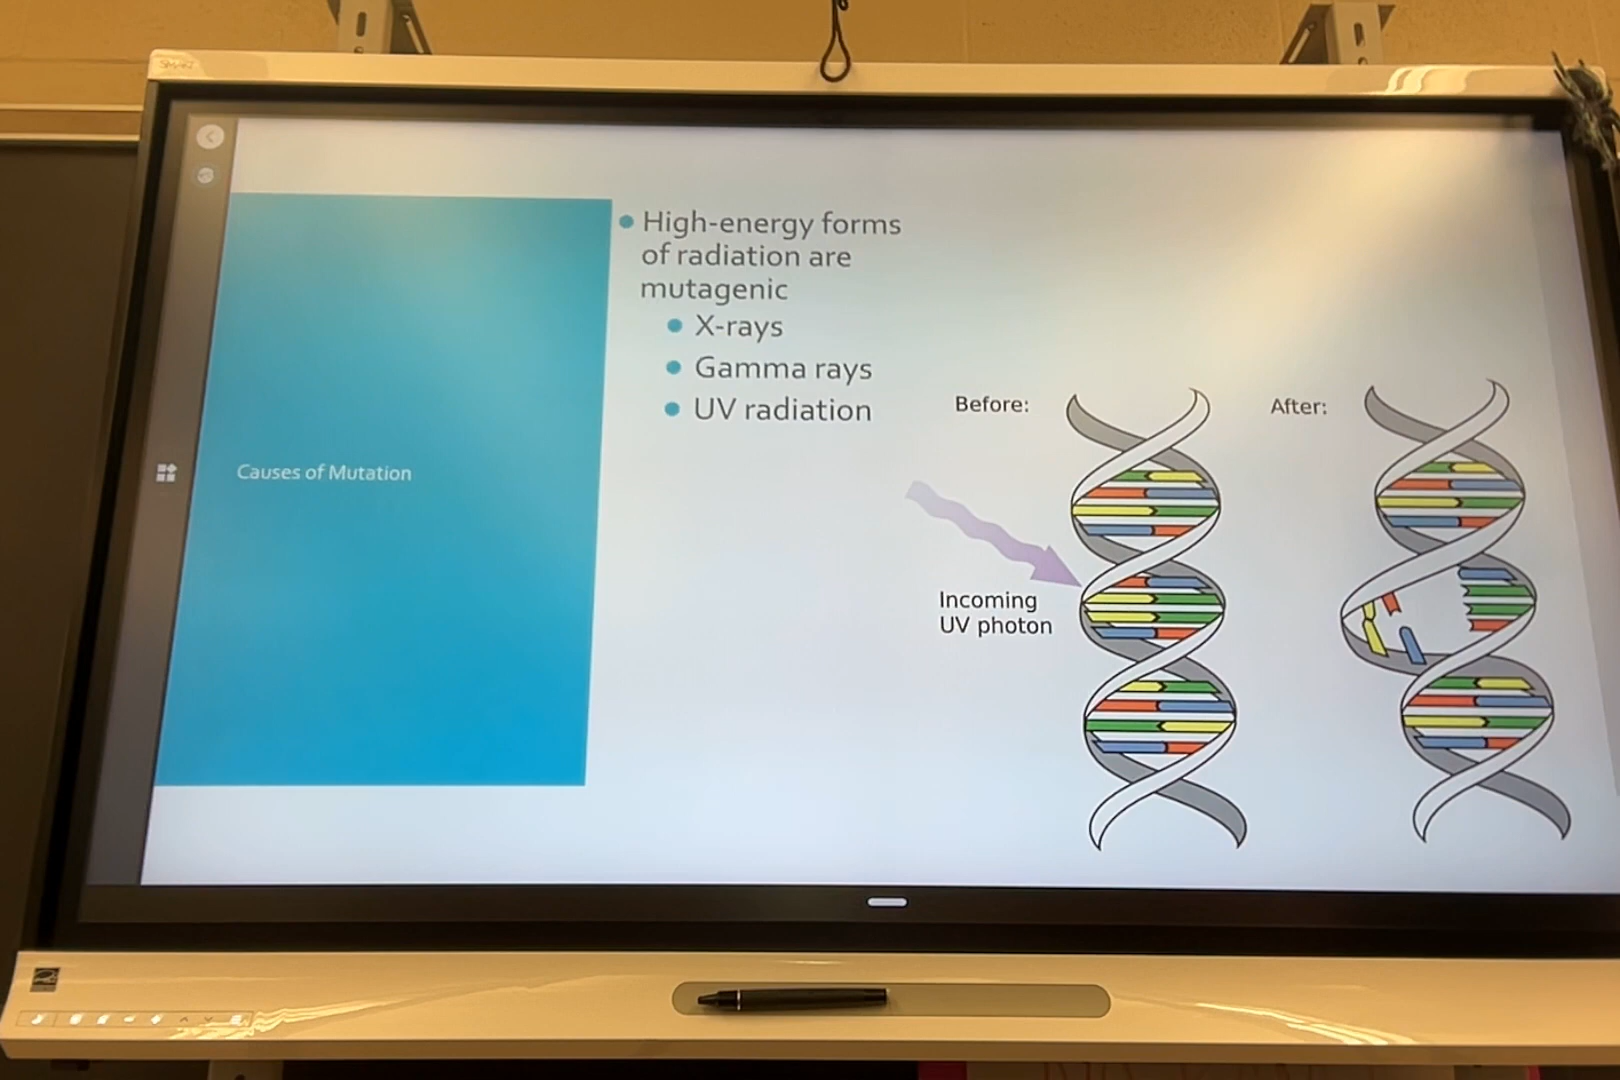 SMART
Causes of Mutation
High-energy forms
of radiation are
mutagenic
X-rays
Gamma rays
UV radiation
Before:
After:
Incoming
UV photon